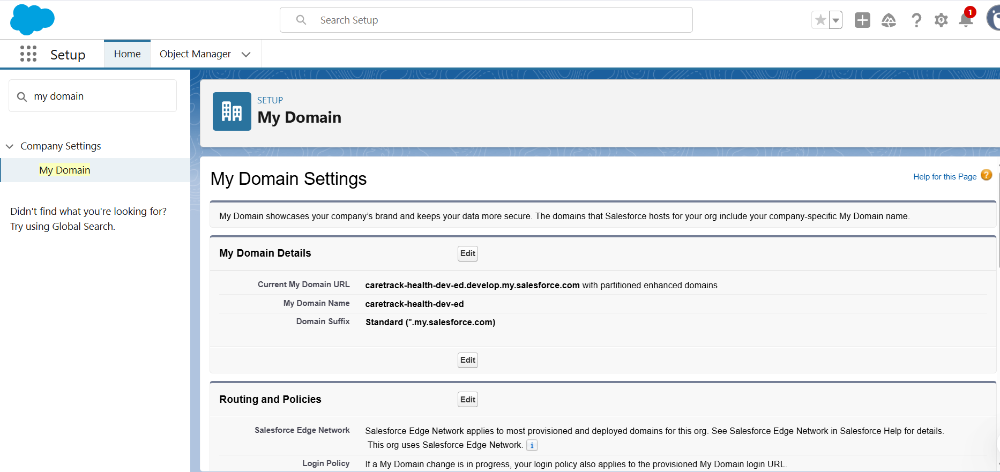 Search Setup
1
Setup
Home
Object Manager
my domain
Company Settings
My Domain
Didn't find what you're looking for?
Try using Global Search.
SETUP
My Domain
My Domain Settings
Help for this Page
My Domain showcases your company’s brand and keeps your data more secure. The domains that Salesforce hosts for your org include your company-specific My Domain name.
My Domain Details
Edit
Current My Domain URL caretrack-health-dev-ed.develop.my.salesforce.com with partitioned enhanced domains
My Domain Name caretrack-health-dev-ed
Domain Suffix Standard (*.my.salesforce.com)
Edit
Routing and Policies
Edit
Salesforce Edge Network Salesforce Edge Network applies to most provisioned and deployed domains for this org. See Salesforce Edge Network in Salesforce Help for details.
This org uses Salesforce Edge Network.
Login Policy If a My Domain change is in progress, your login policy also applies to the provisioned My Domain login URL.